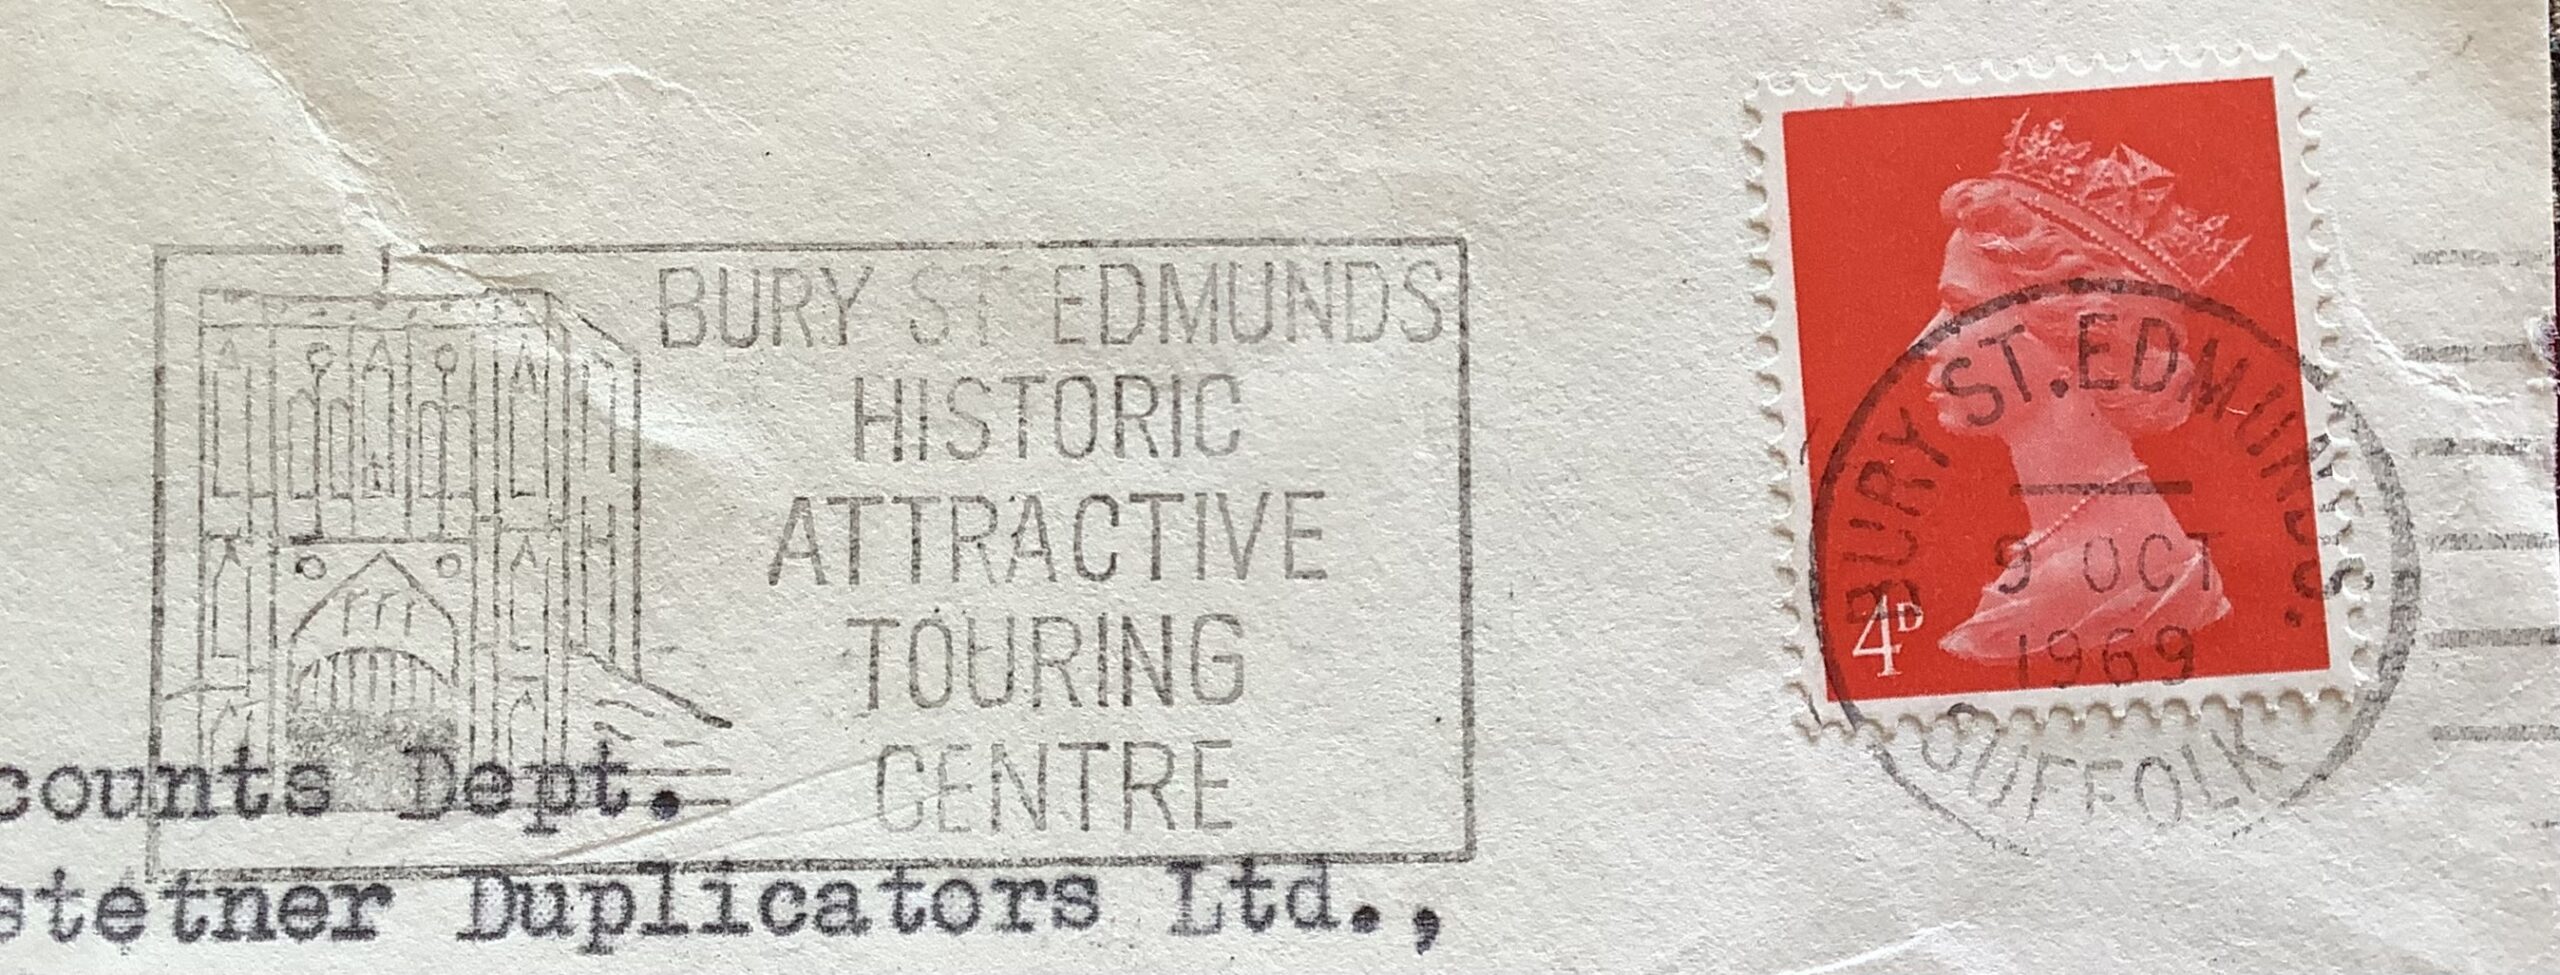 BURY ST EDMUNDS
HISTORIC
ATTRACTIVE
TOURING
CENTRE
BURY ST. EDMUNDS.
9 OCT
1969
SUFFOLK
4D
counts Dept.
stetner Duplicators Ltd.,